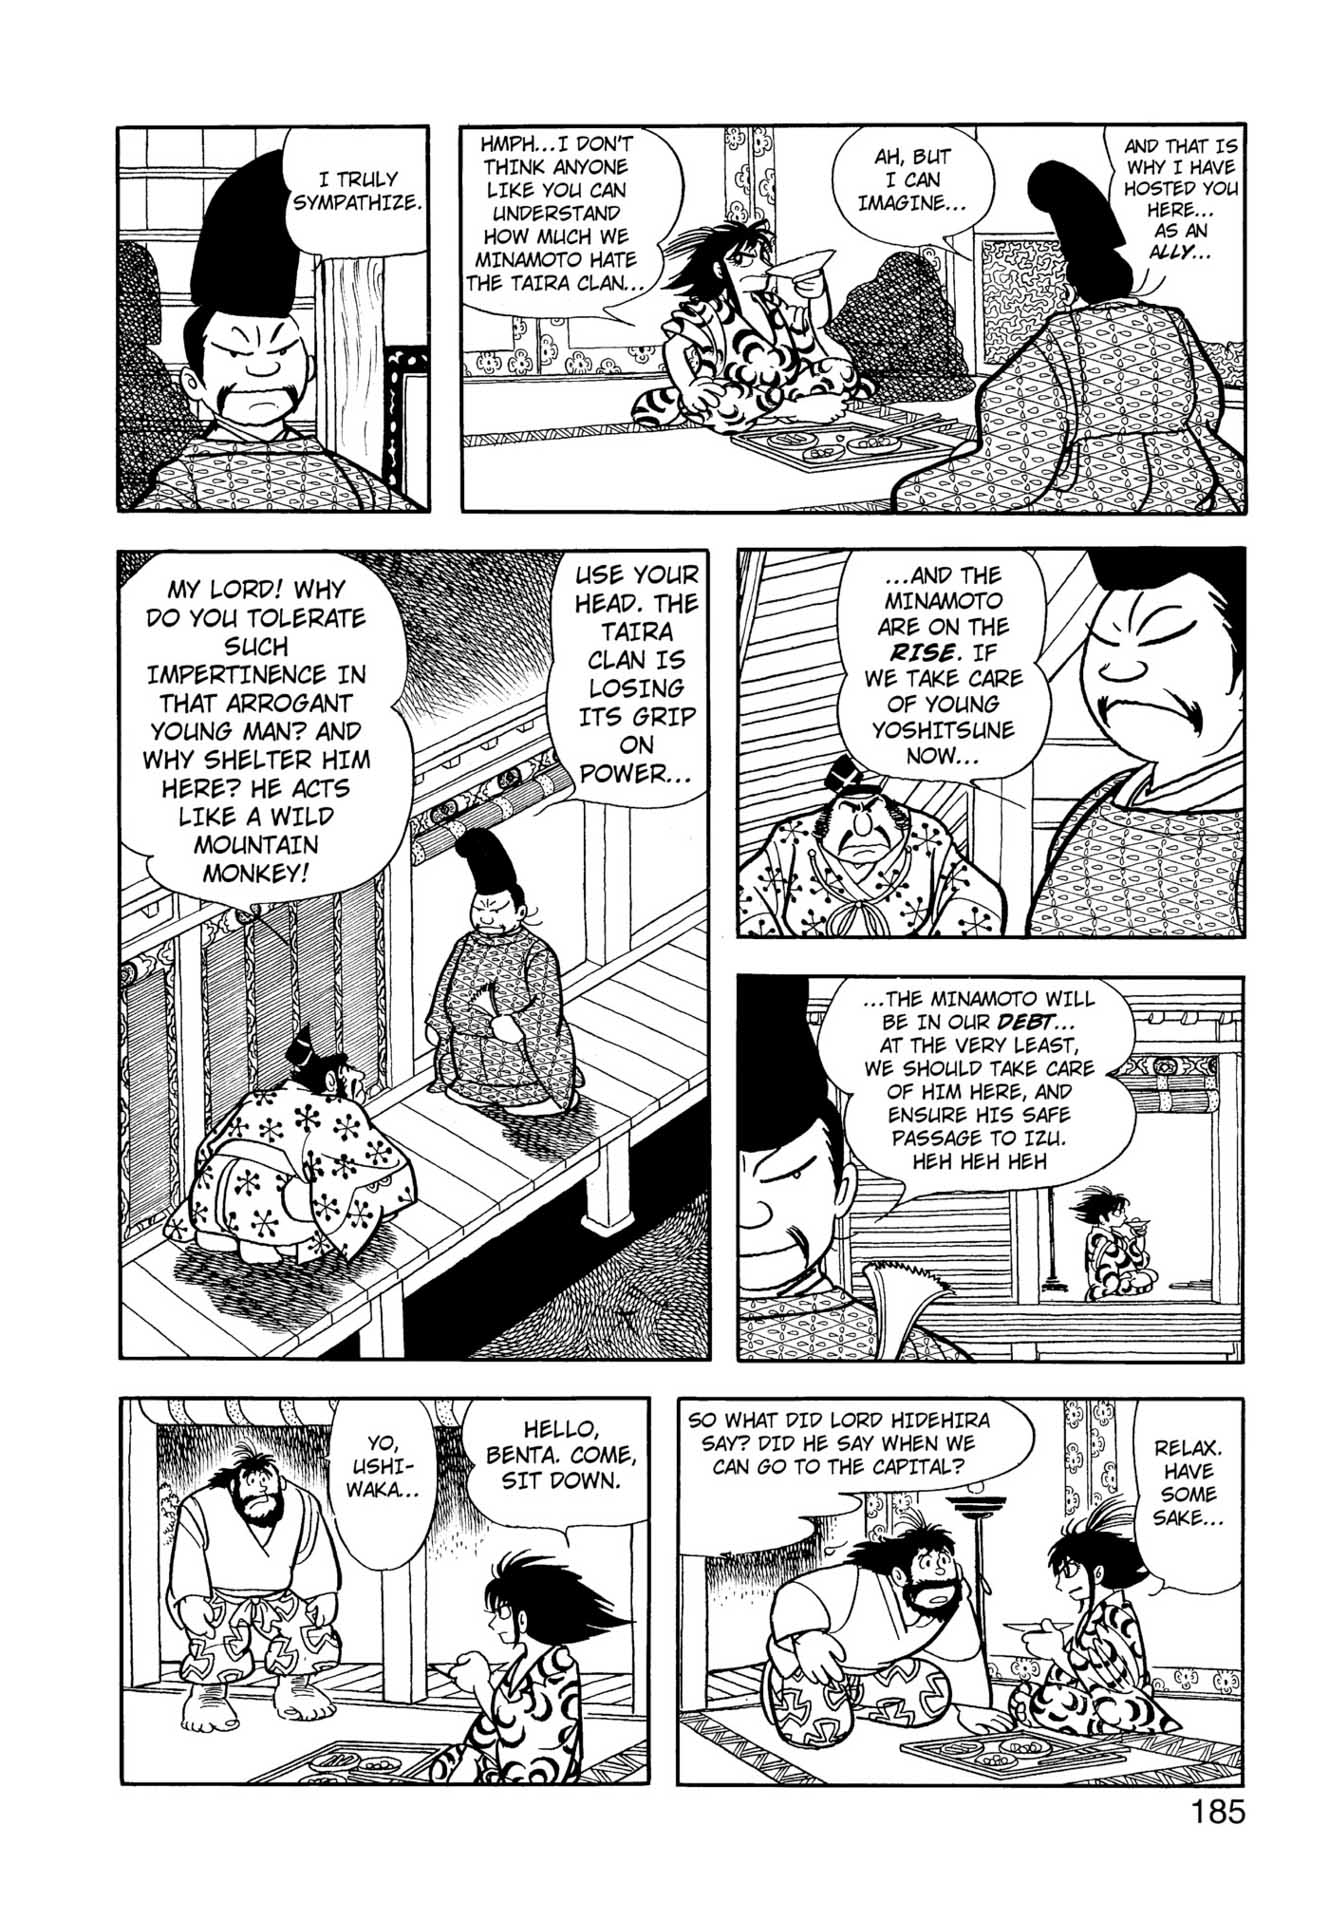 I TRULY
SYMPATHIZE.
HMPH...I DON'T
THINK ANYONE
LIKE YOU CAN
UNDERSTAND
HOW MUCH WE
MINAMOTO HATE
THE TAIRA CLAN...
AH, BUT
I CAN
IMAGINE...
AND THAT IS
WHY I HAVE
HOSTED YOU
HERE...
AS AN
ALLY...
MY LORD! WHY
DO YOU TOLERATE
SUCH
IMPERTINENCE IN
THAT ARROGANT
YOUNG MAN? AND
WHY SHELTER HIM
HERE? HE ACTS
LIKE A WILD
MOUNTAIN
MONKEY!
USE YOUR
HEAD. THE
TAIRA
CLAN IS
LOSING
ITS GRIP
ON
POWER...
...AND THE
MINAMOTO
ARE ON THE
RISE. IF
WE TAKE CARE
OF YOUNG
YOSHITSUNE
NOW...
...THE MINAMOTO WILL
BE IN OUR DEBT...
AT THE VERY LEAST,
WE SHOULD TAKE CARE
OF HIM HERE, AND
ENSURE HIS SAFE
PASSAGE TO IZU.
HEH HEH HEH
YO,
USHI-
WAKA...
HELLO,
BENTA. COME,
SIT DOWN.
SO WHAT DID LORD HIDEHIRA
SAY? DID HE SAY WHEN WE
CAN GO TO THE CAPITAL?
RELAX.
HAVE
SOME
SAKE...
185